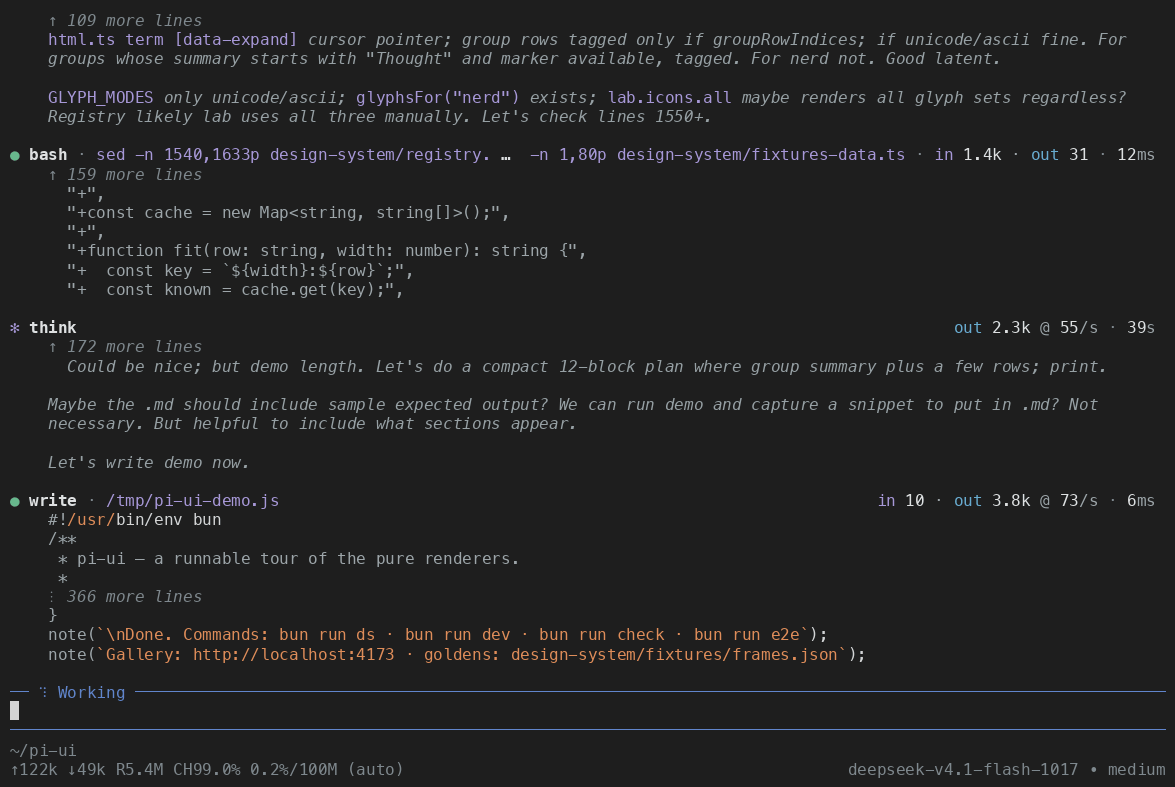 ↑ 109 more lines
html.ts term [data-expand] cursor pointer; group rows tagged only if groupRowIndices; if unicode/ascii fine. For
groups whose summary starts with "Thought" and marker available, tagged. For nerd not. Good latent.
GLYPH_MODES only unicode/ascii; glyphsFor("nerd") exists; lab.icons.all maybe renders all glyph sets regardless?
Registry likely lab uses all three manually. Let's check lines 1550+.
● bash · sed -n 1540,1633p design-system/registry. …  -n 1,80p design-system/fixtures-data.ts · in 1.4k · out 31 · 12ms
↑ 159 more lines
"+",
"+const cache = new Map<string, string[]>();",
"+",
"+function fit(row: string, width: number): string {",
"+  const key = `${width}:${row}`;",
"+  const known = cache.get(key);",
✻ think out 2.3k @ 55/s · 39s
↑ 172 more lines
Could be nice; but demo length. Let's do a compact 12-block plan where group summary plus a few rows; print.
Maybe the .md should include sample expected output? We can run demo and capture a snippet to put in .md? Not
necessary. But helpful to include what sections appear.
Let's write demo now.
● write · /tmp/pi-ui-demo.js in 10 · out 3.8k @ 73/s · 6ms
#!/usr/bin/env bun
/**
 * pi-ui — a runnable tour of the pure renderers.
 *
⋮ 366 more lines
}
note(`\nDone. Commands: bun run ds · bun run dev · bun run check · bun run e2e`);
note(`Gallery: http://localhost:4173 · goldens: design-system/fixtures/frames.json`);
Working
~/pi-ui
↑122k ↓49k R5.4M CH99.0% 0.2%/100M (auto) deepseek-v4.1-flash-1017 • medium